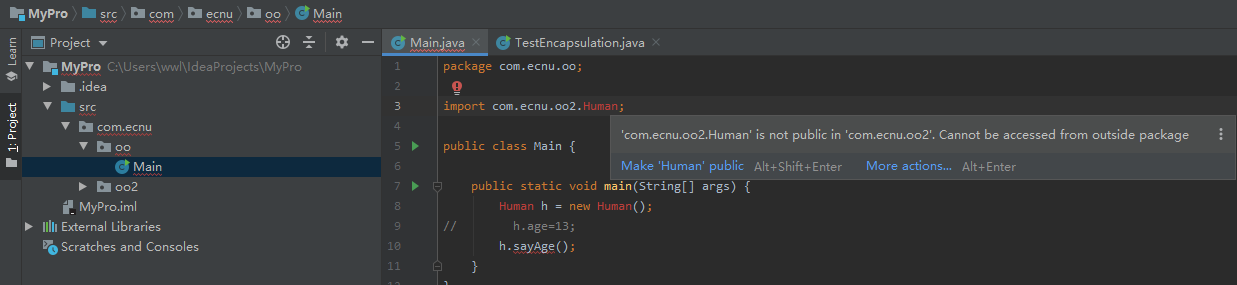 MyPro src com ecnu oo Main
Learn
1: Project
Project
MyPro C:\Users\wwl\IdeaProjects\MyPro
.idea
src
com.ecnu
oo
Main
oo2
MyPro.iml
External Libraries
Scratches and Consoles
Main.java TestEncapsulation.java
1 package com.ecnu.oo;
2
3 import com.ecnu.oo2.Human;
4
'com.ecnu.oo2.Human' is not public in 'com.ecnu.oo2'. Cannot be accessed from outside package
5 public class Main {
Make 'Human' public Alt+Shift+Enter More actions... Alt+Enter
6
7 public static void main(String[] args) {
8 Human h = new Human();
9 // h.age=13;
10 h.sayAge();
11 }